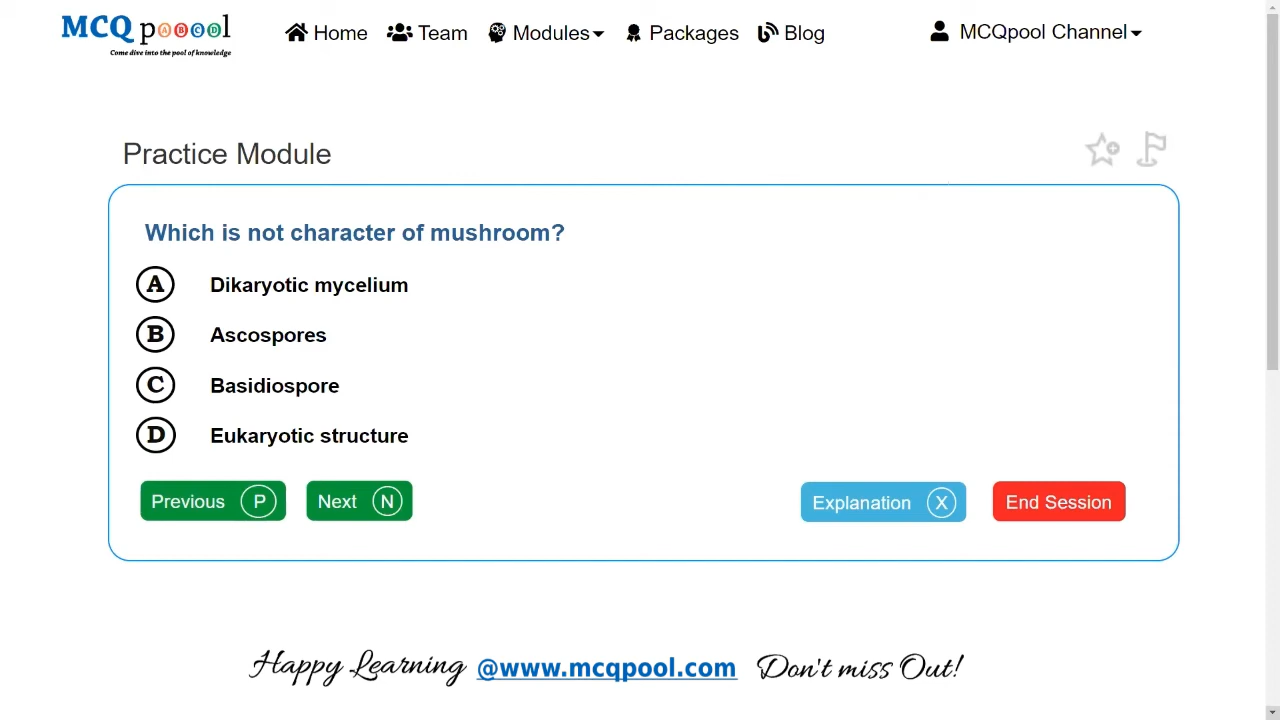 MCQ pooool
A B C D
Come dive into the pool of knowledge
Home Team Modules Packages Blog MCQpool Channel
Practice Module
Which is not character of mushroom?
A Dikaryotic mycelium
B Ascospores
C Basidiospore
D Eukaryotic structure
Previous P Next N Explanation X End Session
Happy Learning @www.mcqpool.com Don't miss Out!